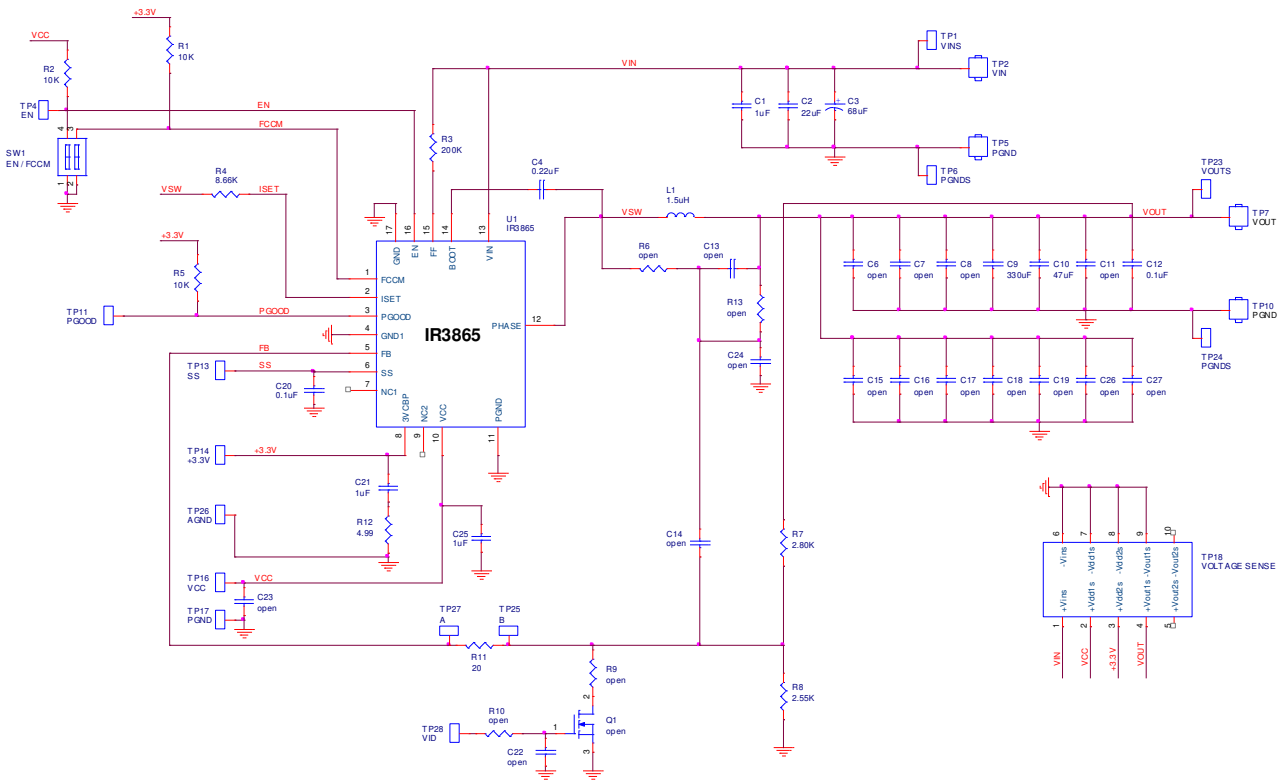 +3.3V
VCC
R1
10K
R2
10K
TP4
EN
EN
FCCM
4 3
SW1
EN / FCCM
1 2
R4
8.66K
VSW
ISET
+3.3V
R5
10K
TP11
PGOOD
PGOOD
FB
TP13
SS
SS
C20
0.1uF
TP14
+3.3V
+3.3V
C21
1uF
TP26
AGND
R12
4.99
C25
1uF
TP16
VCC
VCC
TP17
PGND
C23
open
R3
200K
C4
0.22uF
U1
IR3865
17
16
15
14
13
GND
EN
FF
BOOT
VIN
1
FCCM
2
ISET
3
PGOOD
4
GND1
5
FB
6
SS
7
NC1
IR3865
PHASE
12
3VCBP
NC2
VCC
PGND
8
9
10
11
VIN
C1
1uF
C2
22uF
+
C3
68uF
TP1
VINS
TP2
VIN
TP5
PGND
TP6
PGNDS
VSW
L1
1.5uH
R6
open
C13
open
R13
open
C24
open
C14
open
R7
2.80K
R8
2.55K
TP27
A
TP25
B
R11
20
R9
open
2
R10
open
TP28
VID
1
Q1
open
3
C22
open
TP23
VOUTS
VOUT
TP7
VOUT
C6
open
C7
open
C8
open
C9
330uF
C10
47uF
C11
open
C12
0.1uF
TP10
PGND
TP24
PGNDS
C15
open
C16
open
C17
open
C18
open
C19
open
C26
open
C27
open
6
7
8
9
10
-Vins
-Vdd1s
-Vdd2s
-Vout1s
-Vout2s
TP18
VOLTAGE SENSE
+Vins
+Vdd1s
+Vdd2s
+Vout1s
+Vout2s
1
2
3
4
5
VIN
VCC
+3.3V
VOUT